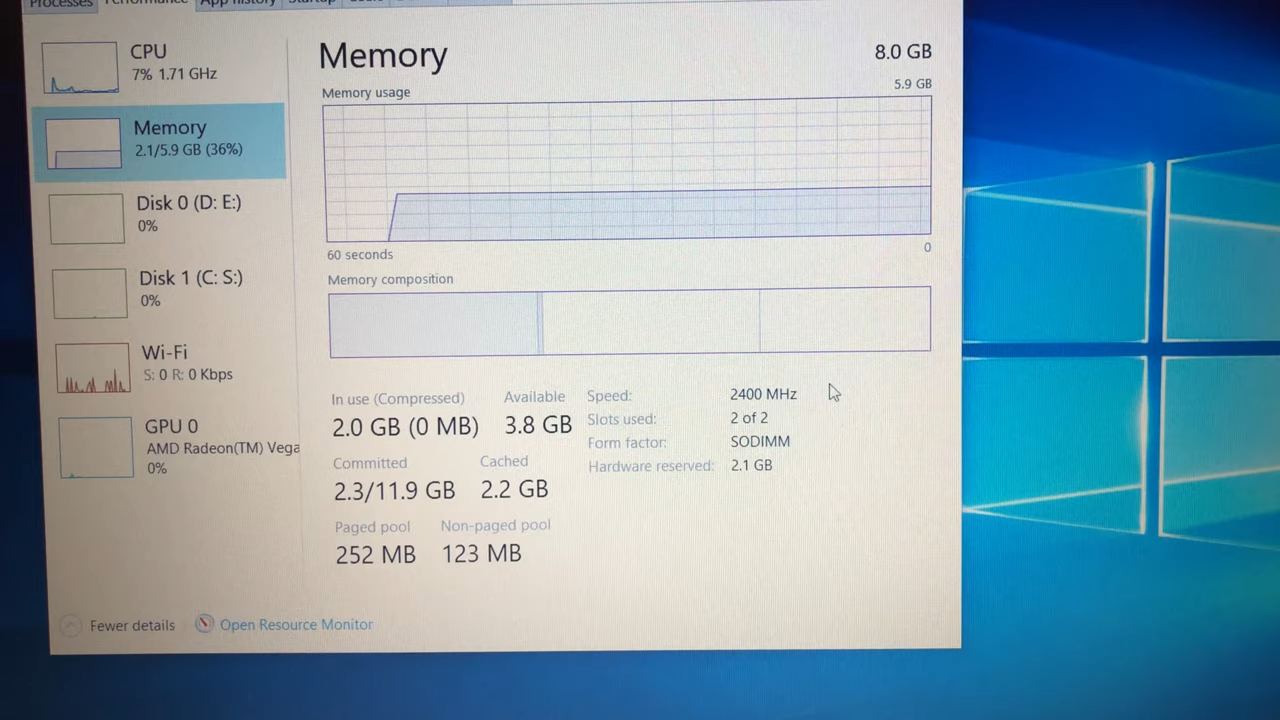 Processes Performance App history Startup
CPU
7% 1.71 GHz
Memory
2.1/5.9 GB (36%)
Disk 0 (D: E:)
0%
Disk 1 (C: S:)
0%
Wi-Fi
S: 0 R: 0 Kbps
GPU 0
AMD Radeon(TM) Vega
0%
Memory
8.0 GB
Memory usage
5.9 GB
60 seconds
0
Memory composition
In use (Compressed)
2.0 GB (0 MB)
Available
3.8 GB
Committed
2.3/11.9 GB
Cached
2.2 GB
Paged pool
252 MB
Non-paged pool
123 MB
Speed: 2400 MHz
Slots used: 2 of 2
Form factor: SODIMM
Hardware reserved: 2.1 GB
Fewer details
Open Resource Monitor